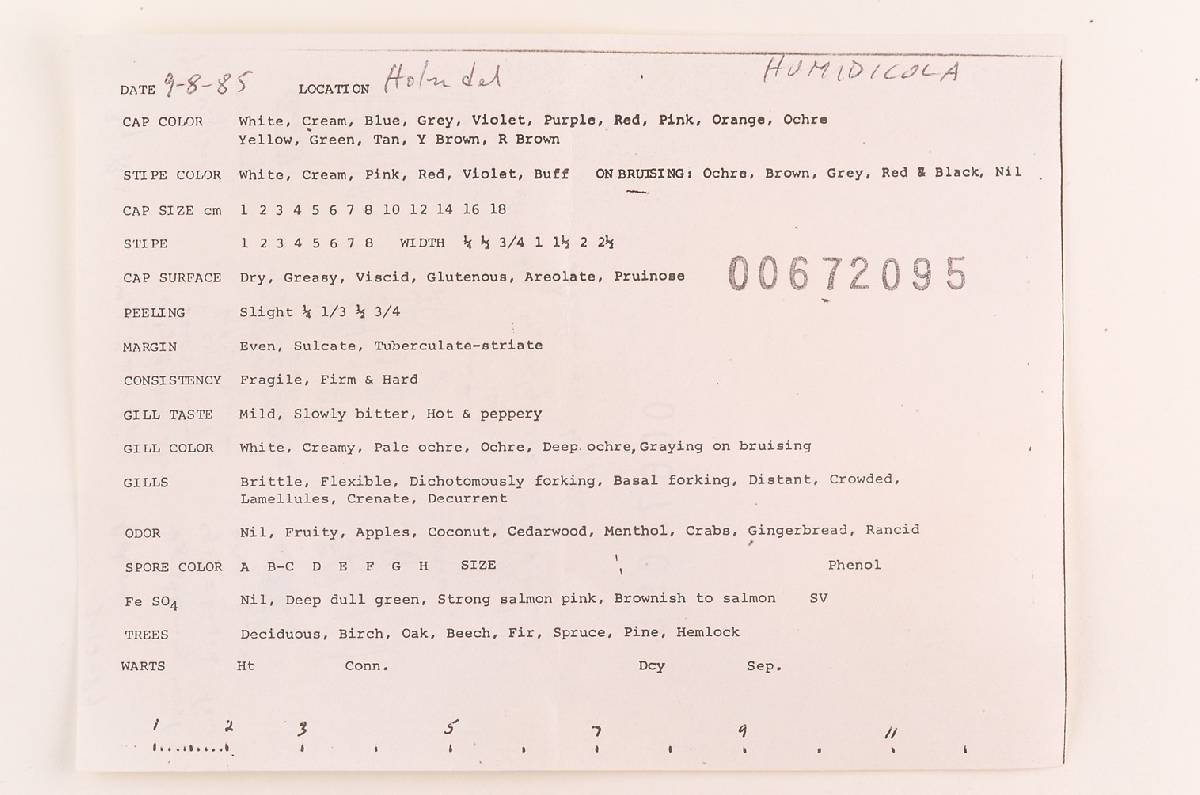 DATE 9-8-85 LOCATION Holmdel HUMIDICOLA
CAP COLOR White, Cream, Blue, Grey, Violet, Purple, Red, Pink, Orange, Ochre
Yellow, Green, Tan, Y Brown, R Brown
STIPE COLOR White, Cream, Pink, Red, Violet, Buff ON BRUISING: Ochre, Brown, Grey, Red & Black, Nil
CAP SIZE cm 1 2 3 4 5 6 7 8 10 12 14 16 18
STIPE 1 2 3 4 5 6 7 8 WIDTH ¼ ½ 3/4 1 1½ 2 2½
CAP SURFACE Dry, Greasy, Viscid, Glutenous, Areolate, Pruinose
00672095
PEELING Slight ¼ 1/3 ½ 3/4
MARGIN Even, Sulcate, Tuberculate-striate
CONSISTENCY Fragile, Firm & Hard
GILL TASTE Mild, Slowly bitter, Hot & peppery
GILL COLOR White, Creamy, Pale ochre, Ochre, Deep ochre, Graying on bruising
GILLS Brittle, Flexible, Dichotomously forking, Basal forking, Distant, Crowded,
Lamellules, Crenate, Decurrent
ODOR Nil, Fruity, Apples, Coconut, Cedarwood, Menthol, Crabs, Gingerbread, Rancid
SPORE COLOR A B-C D E F G H SIZE Phenol
Fe SO4 Nil, Deep dull green, Strong salmon pink, Brownish to salmon SV
TREES Deciduous, Birch, Oak, Beech, Fir, Spruce, Pine, Hemlock
WARTS Ht Conn. Dcy Sep.
1 2 3 5 7 9 11